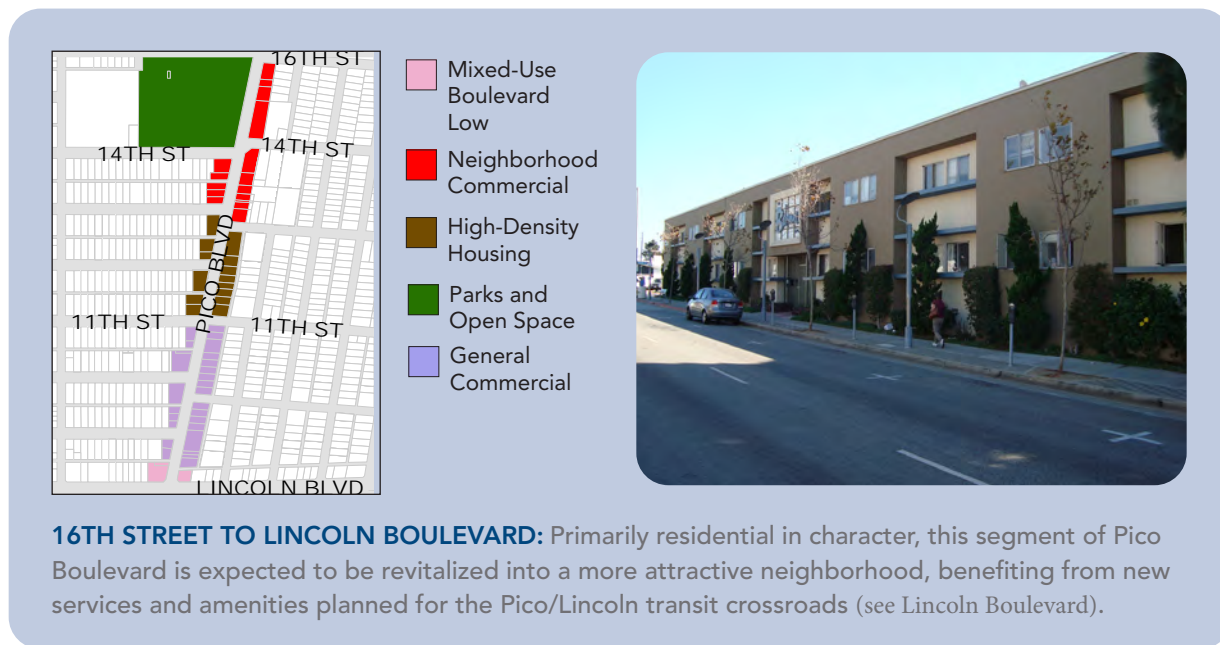 16TH ST
14TH ST
14TH ST
PICO BLVD
11TH ST
11TH ST
LINCOLN BLVD
Mixed-Use
Boulevard
Low
Neighborhood
Commercial
High-Density
Housing
Parks and
Open Space
General
Commercial
16TH STREET TO LINCOLN BOULEVARD: Primarily residential in character, this segment of Pico
Boulevard is expected to be revitalized into a more attractive neighborhood, benefiting from new
services and amenities planned for the Pico/Lincoln transit crossroads (see Lincoln Boulevard).